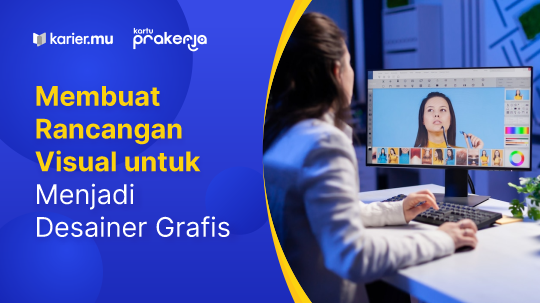 karier.mu
kartu
prakerja
Membuat
Rancangan
Visual untuk
Menjadi
Desainer Grafis